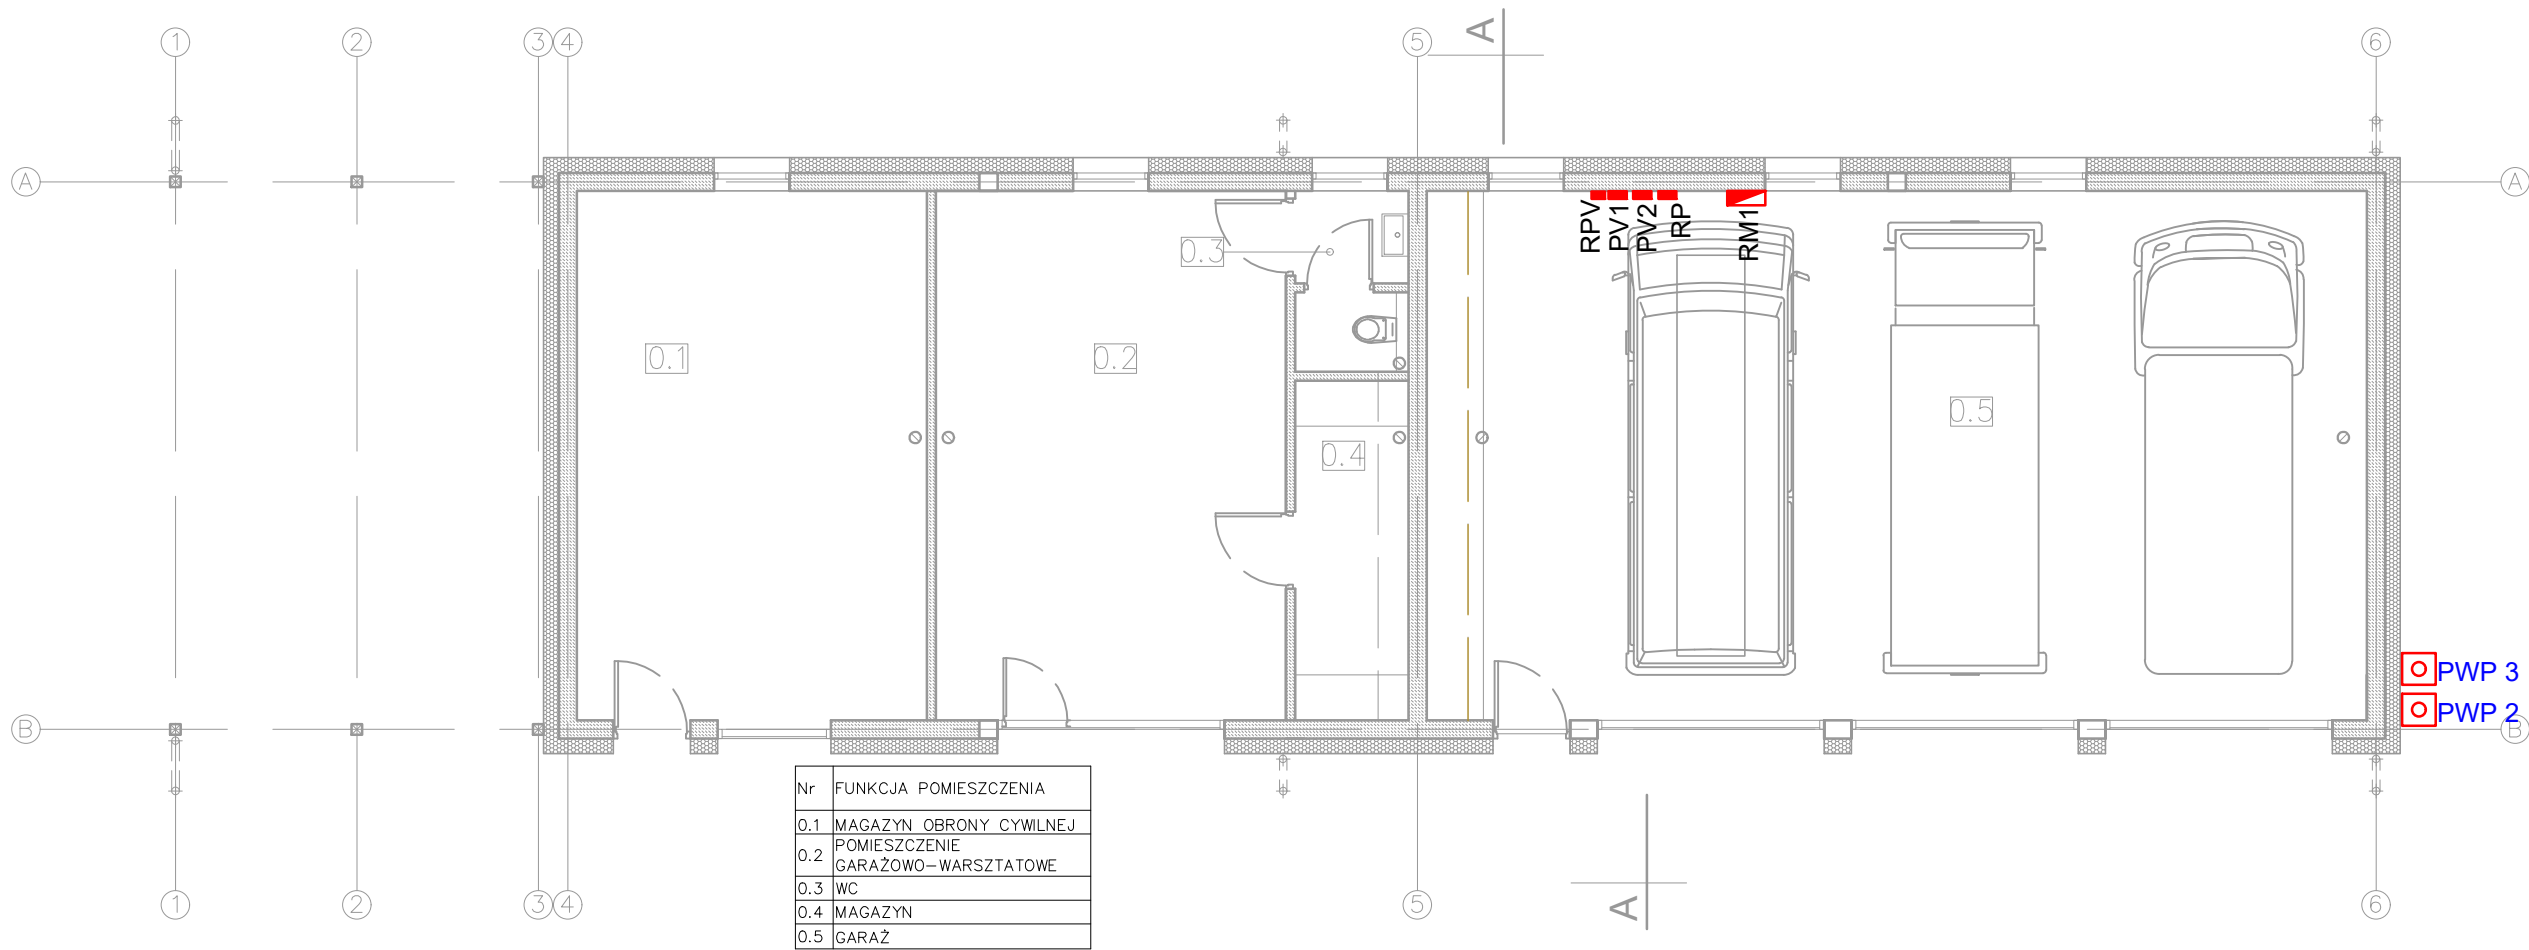 1
2
3
4
5
A
6
A
A
RPV
PV1
PV2
RP
RM1
0.3
0.1
0.2
0.5
0.4
PWP 3
PWP 2
B
B
Nr FUNKCJA POMIESZCZENIA
0.1 MAGAZYN OBRONY CYWILNEJ
0.2 POMIESZCZENIE
GARAŻOWO-WARSZTATOWE
0.3 WC
0.4 MAGAZYN
0.5 GARAŻ
1
2
3
4
5
A
6